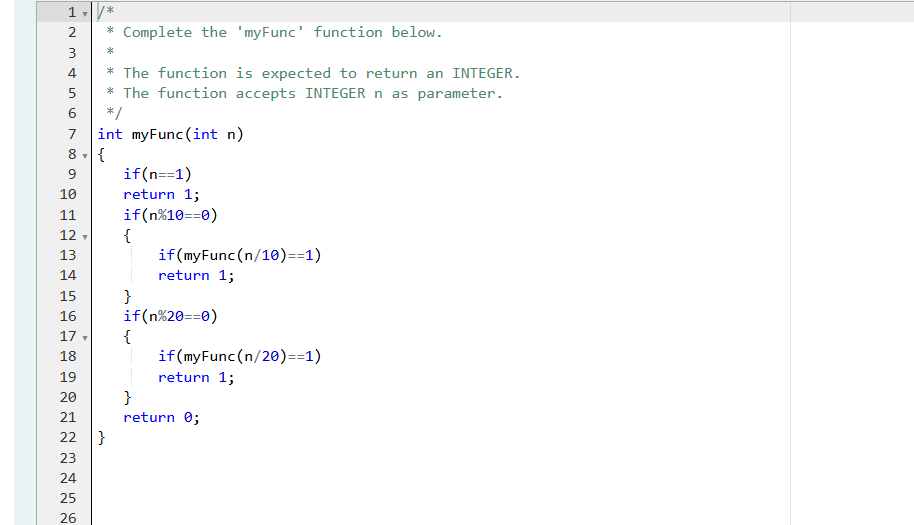 1 /*
2 * Complete the 'myFunc' function below.
3 *
4 * The function is expected to return an INTEGER.
5 * The function accepts INTEGER n as parameter.
6 */
7 int myFunc(int n)
8 {
9 if(n==1)
10 return 1;
11 if(n%10==0)
12 {
13 if(myFunc(n/10)==1)
14 return 1;
15 }
16 if(n%20==0)
17 {
18 if(myFunc(n/20)==1)
19 return 1;
20 }
21 return 0;
22 }
23
24
25
26